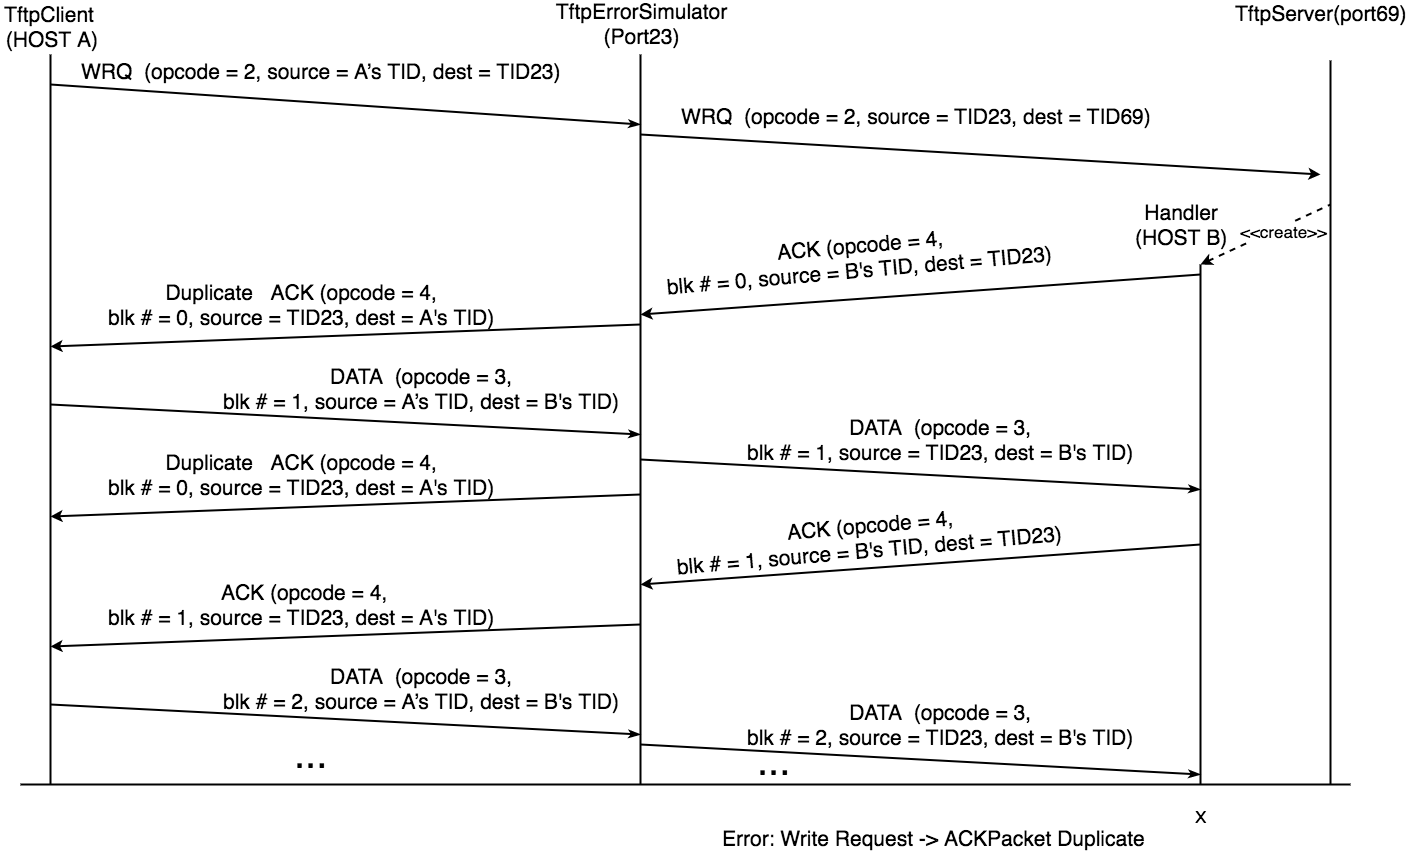 TftpClient
(HOST A)
TftpErrorSimulator
(Port23)
TftpServer(port69)
WRQ (opcode = 2, source = A’s TID, dest = TID23)
WRQ (opcode = 2, source = TID23, dest = TID69)
Handler
(HOST B)
<<create>>
ACK (opcode = 4,
blk # = 0, source = B's TID, dest = TID23)
Duplicate ACK (opcode = 4,
blk # = 0, source = TID23, dest = A's TID)
DATA (opcode = 3,
blk # = 1, source = A’s TID, dest = B's TID)
DATA (opcode = 3,
blk # = 1, source = TID23, dest = B's TID)
Duplicate ACK (opcode = 4,
blk # = 0, source = TID23, dest = A's TID)
ACK (opcode = 4,
blk # = 1, source = B's TID, dest = TID23)
ACK (opcode = 4,
blk # = 1, source = TID23, dest = A's TID)
DATA (opcode = 3,
blk # = 2, source = A’s TID, dest = B's TID)
DATA (opcode = 3,
blk # = 2, source = TID23, dest = B's TID)
...
...
x
Error: Write Request -> ACKPacket Duplicate